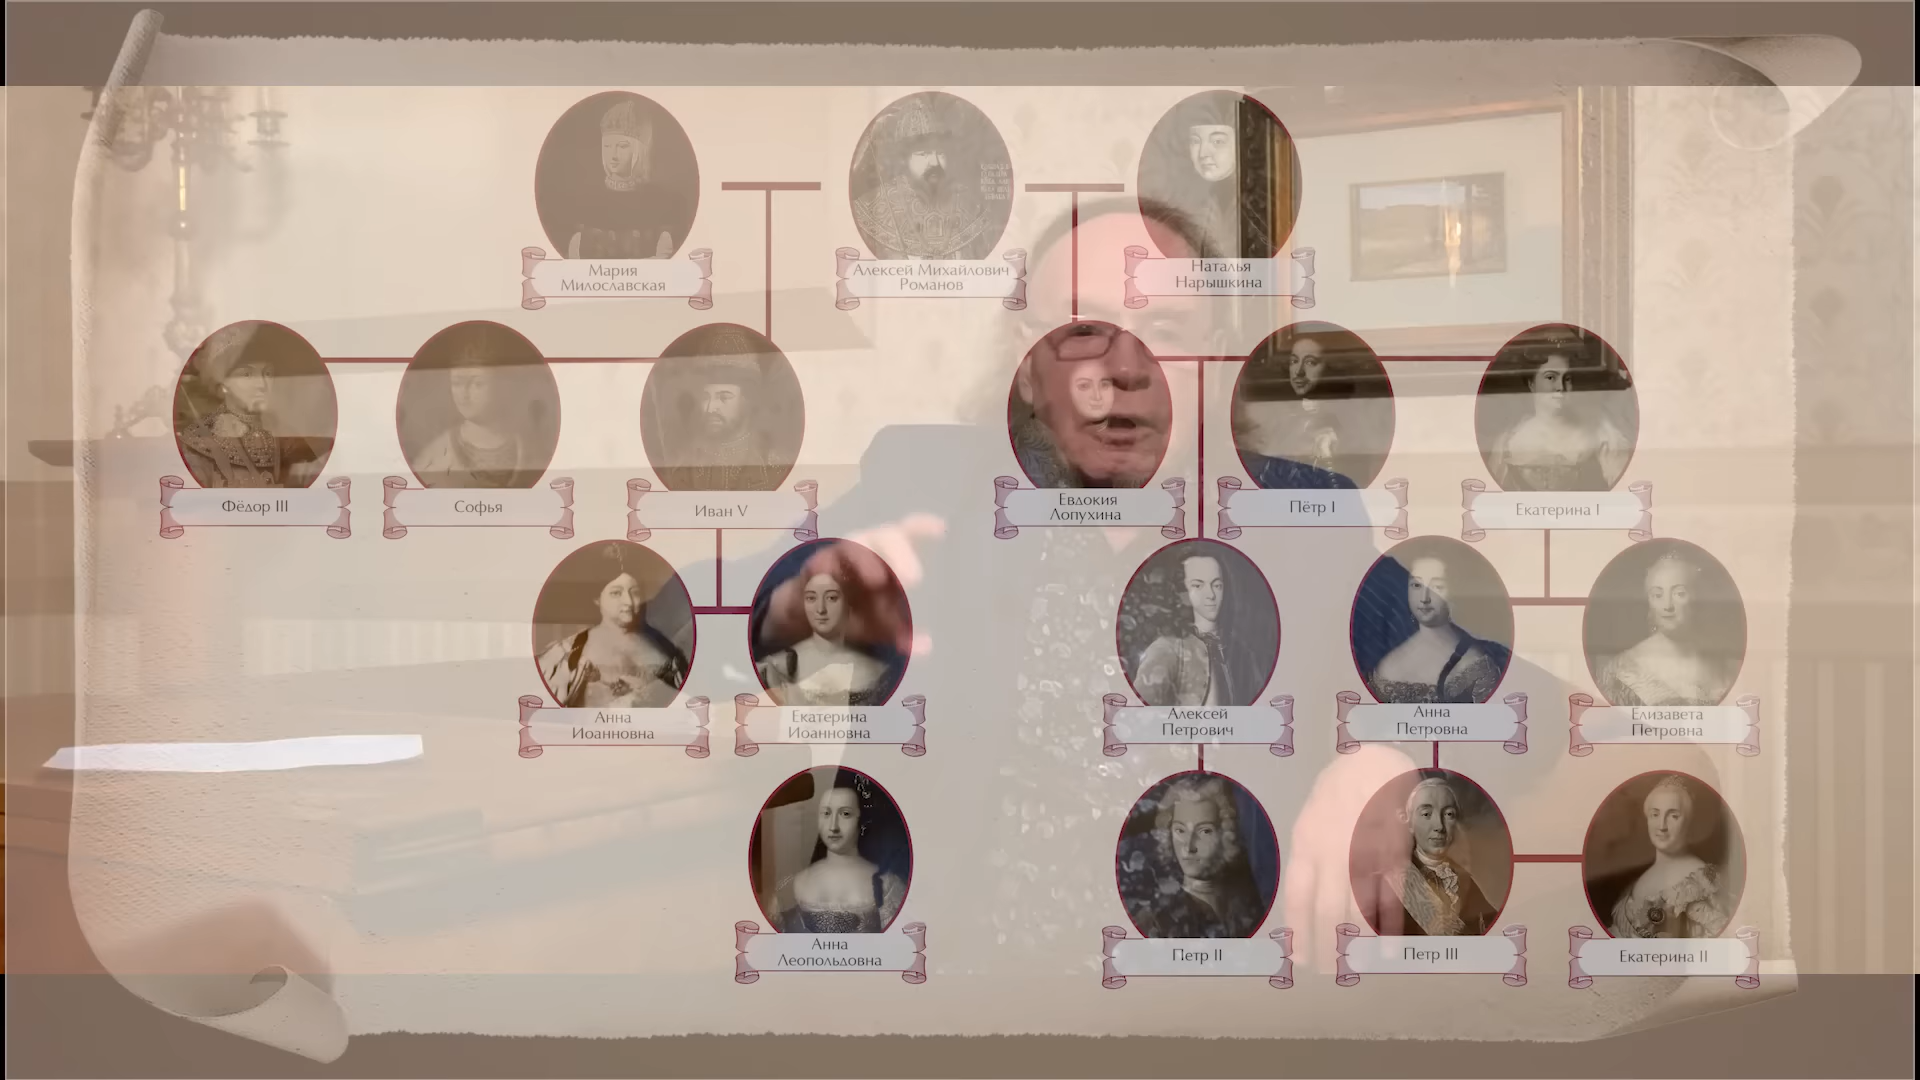 Мария
Милославская
Алексей Михайлович
Романов
Наталья
Нарышкина
Фёдор III
Софья
Иван V
Евдокия
Лопухина
Пётр I
Екатерина I
Анна
Иоанновна
Екатерина
Иоанновна
Алексей
Петрович
Анна
Петровна
Елизавета
Петровна
Анна
Леопольдовна
Петр II
Петр III
Екатерина II